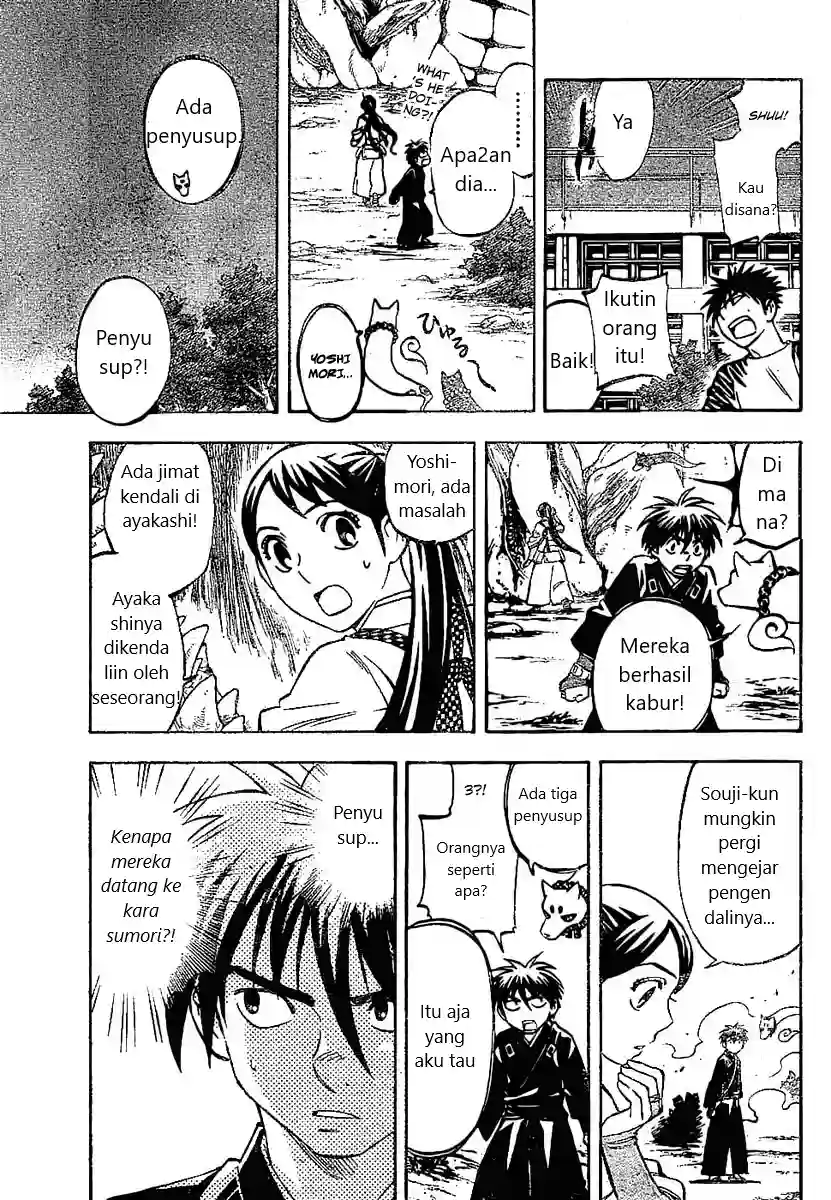 SHUU!
Kau
disana?
Ya
Ikutin
orang
itu!
Baik!
........
Apa2an
dia...
WHAT
'S HE
DOI-
NG?!
ひゅる~
YOSHI
MORI...
Ada
penyusup
Penyu
sup?!
Di
ma
na?
Mereka
berhasil
kabur!
Yoshi-
mori, ada
masalah
Ada jimat
kendali di
ayakashi!
Ayaka
shinya
dikenda
liin oleh
seseorang!
Souji-kun
mungkin
pergi
mengejar
pengen
dalinya...
Ada tiga
penyusup
3?!
Orangnya
seperti
apa?
Itu aja
yang
aku tau
Penyu
sup...
Kenapa
mereka
datang ke
kara
sumori?!